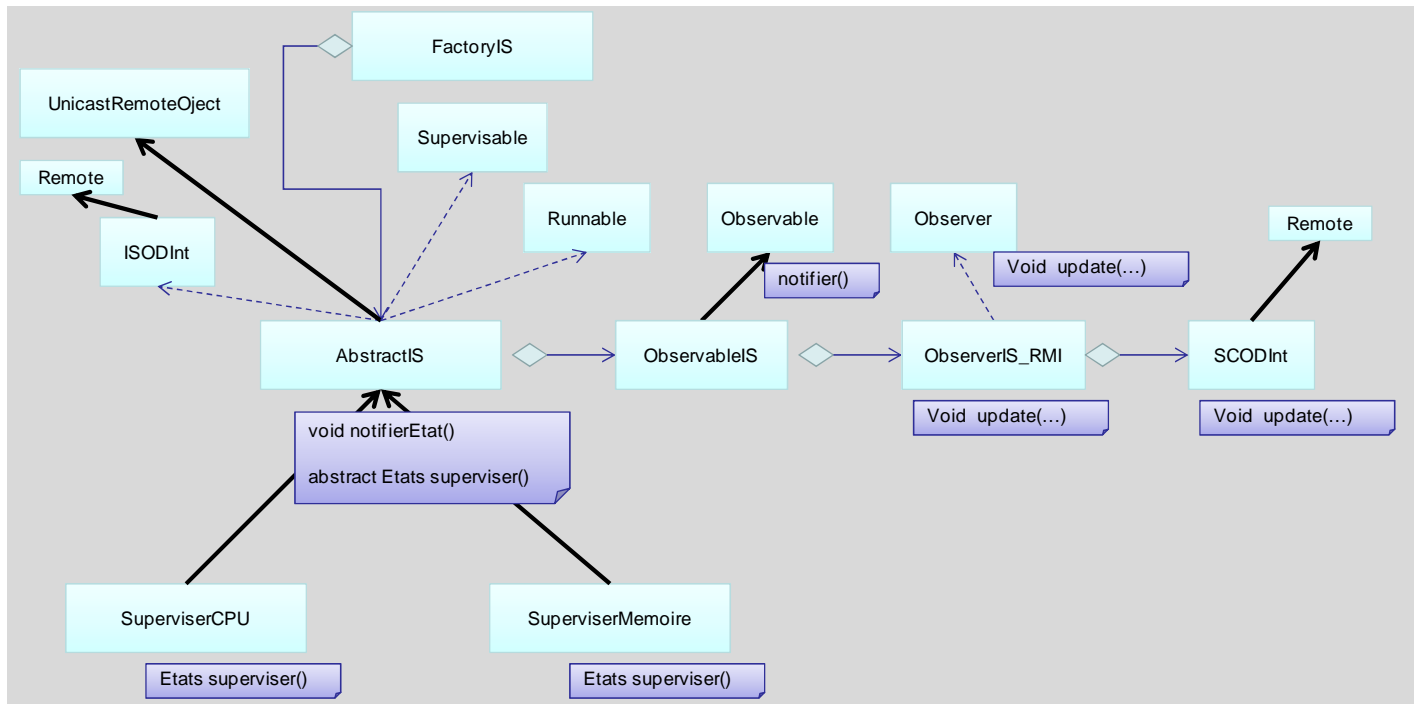 FactoryIS
UnicastRemoteOject
Supervisable
Remote
Runnable
Observable
Observer
Remote
ISODInt
Void update(…)
notifier()
AbstractIS
ObservableIS
ObserverIS_RMI
SCODInt
Void update(…)
Void update(…)
void notifierEtat()
abstract Etats superviser()
SuperviserCPU
SuperviserMemoire
Etats superviser()
Etats superviser()